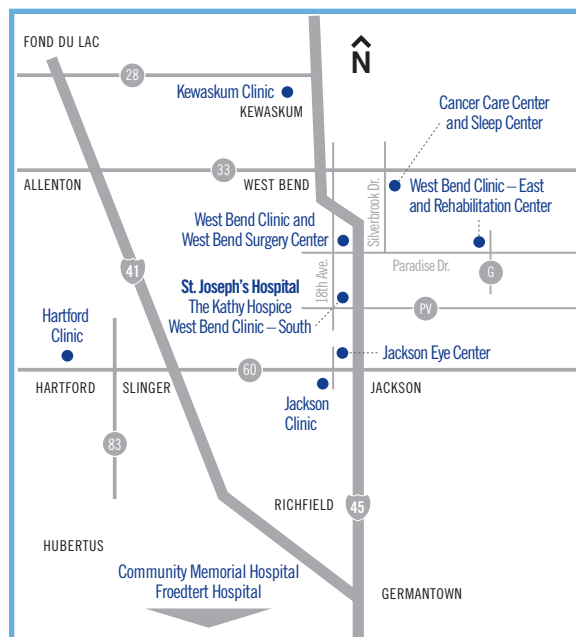 FOND DU LAC
28
N
Kewaskum Clinic
KEWASKUM
Cancer Care Center
and Sleep Center
33
ALLENTON
WEST BEND
Silverbrook Dr.
West Bend Clinic – East
and Rehabilitation Center
West Bend Clinic and
West Bend Surgery Center
41
18th Ave.
Paradise Dr.
G
St. Joseph's Hospital
The Kathy Hospice
West Bend Clinic – South
PV
Hartford
Clinic
Jackson Eye Center
HARTFORD
SLINGER
60
JACKSON
Jackson
Clinic
83
RICHFIELD
45
HUBERTUS
Community Memorial Hospital
Froedtert Hospital
GERMANTOWN